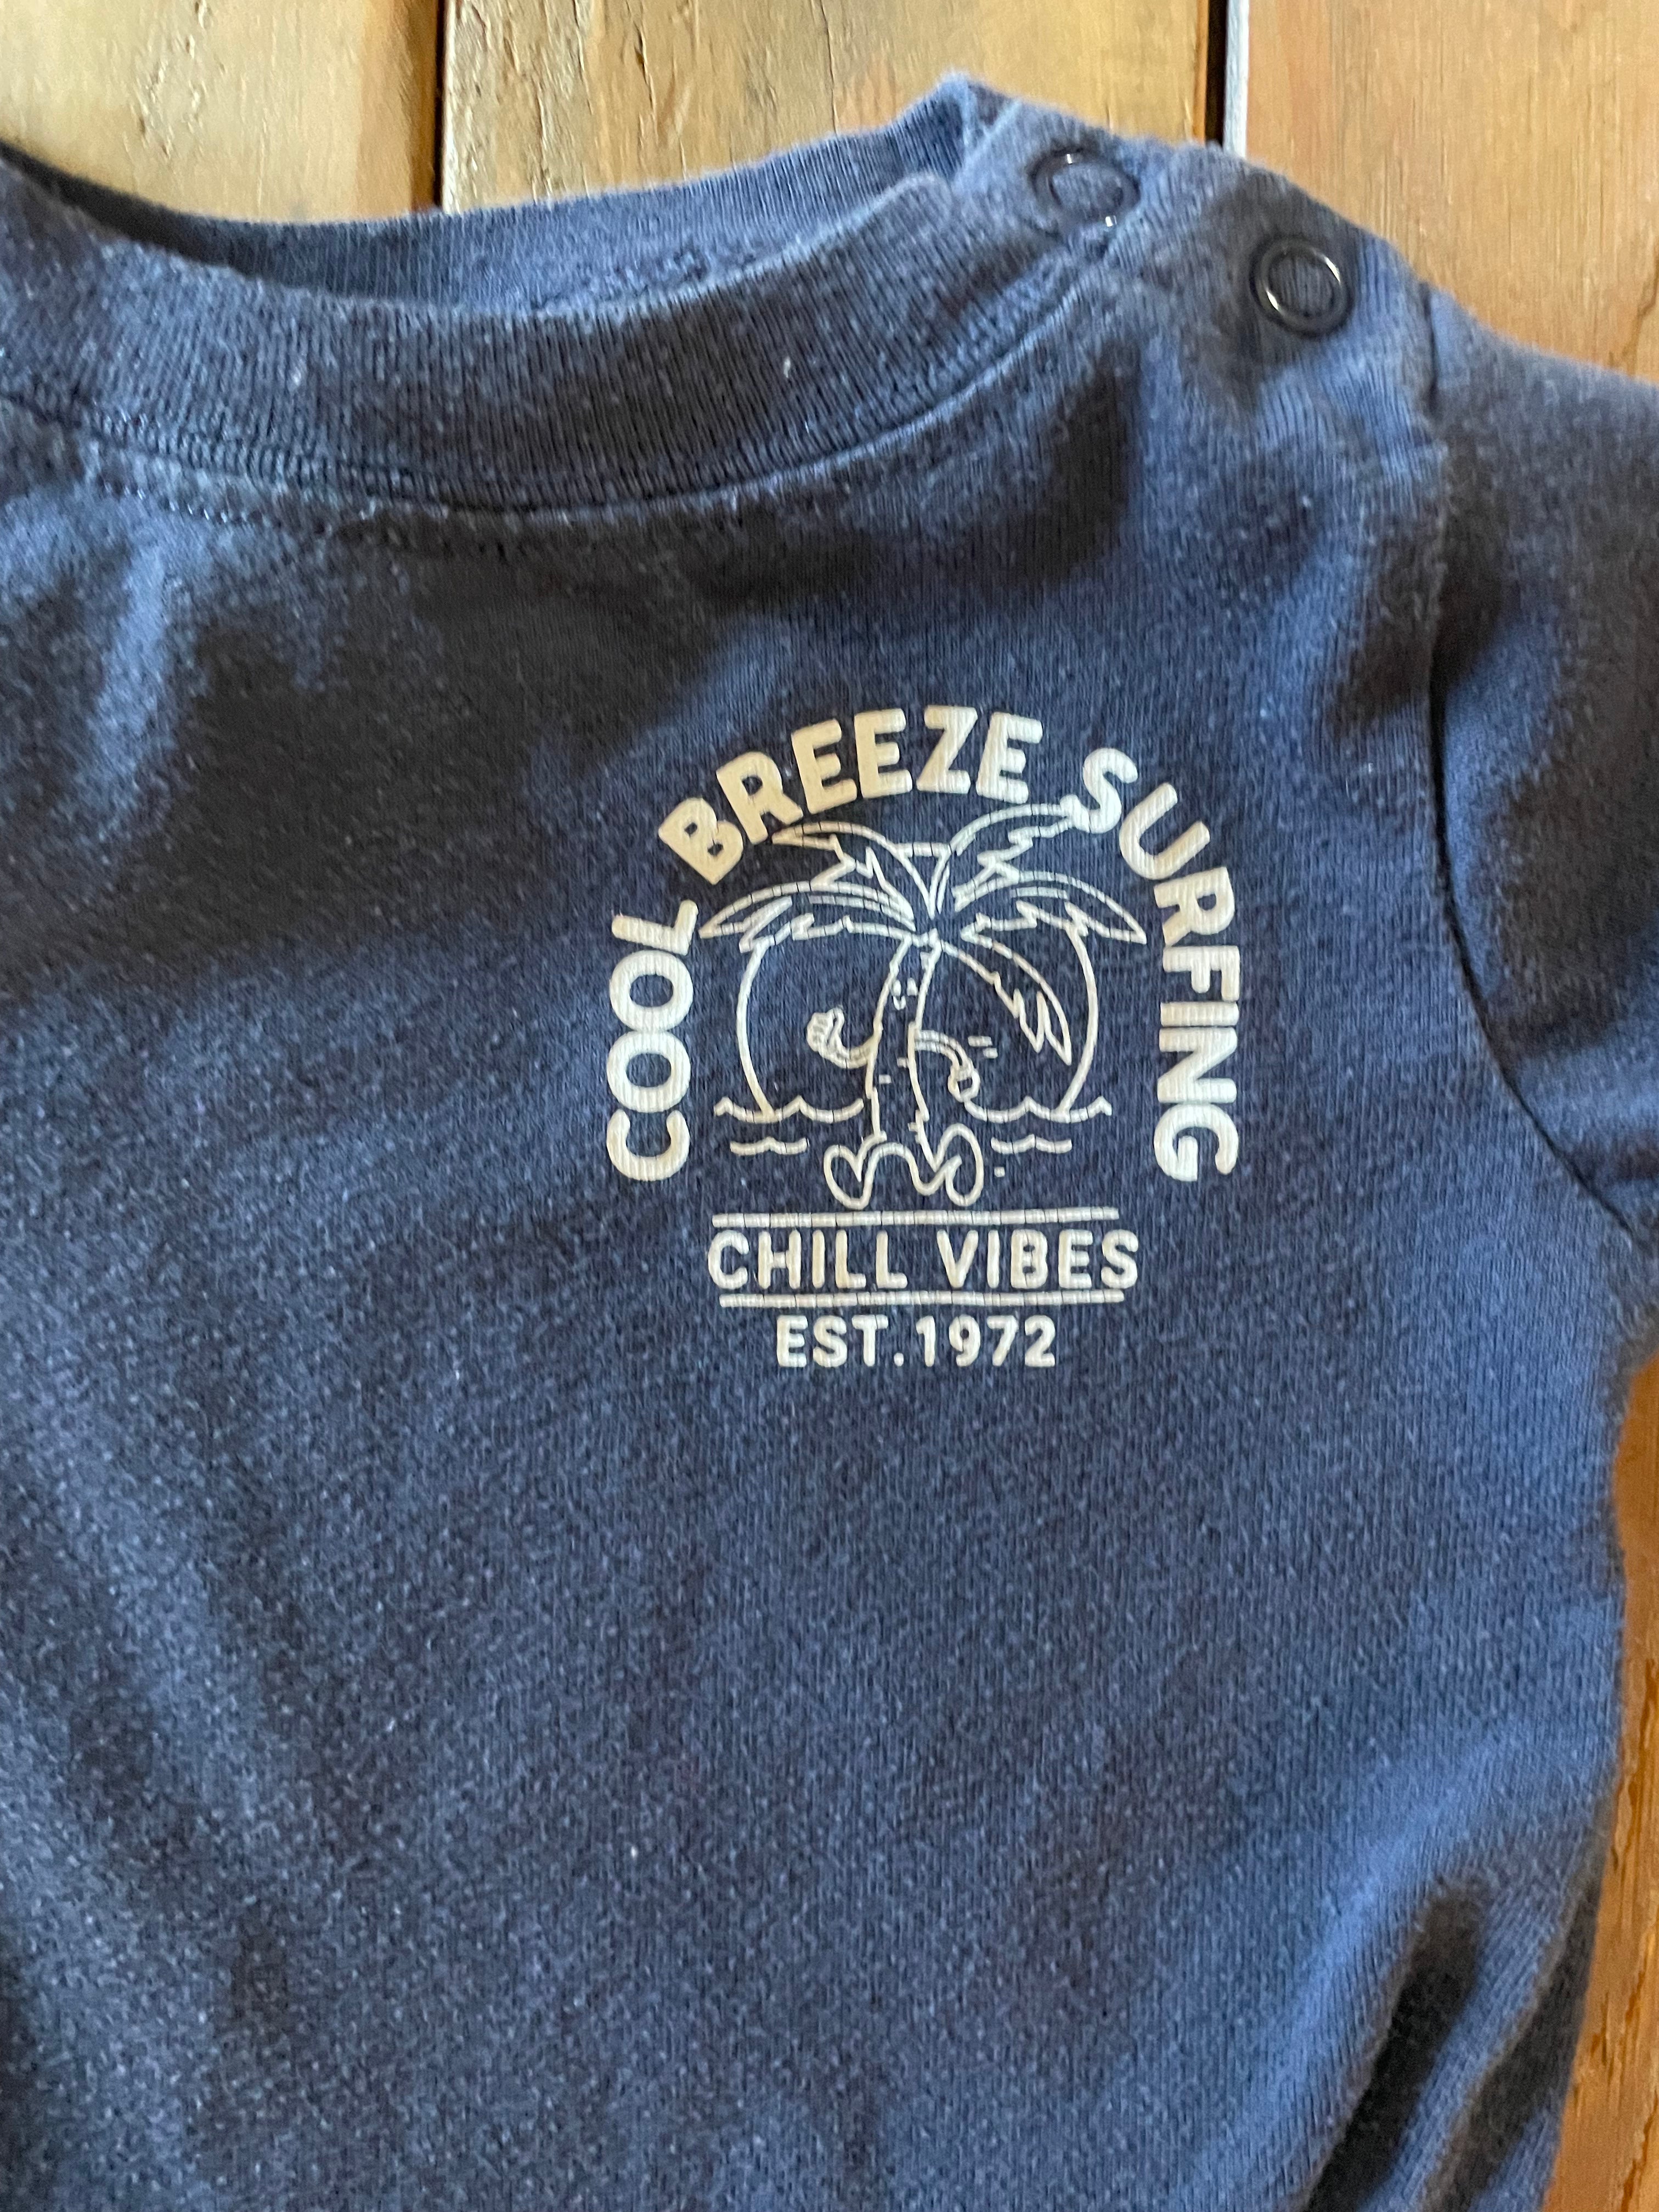 COOL BREEZE SURFING
CHILL VIBES
EST.1972